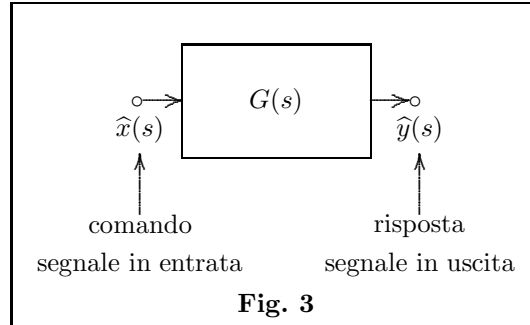 G(s)
x̂(s) ŷ(s)
comando risposta
segnale in entrata segnale in uscita
Fig. 3